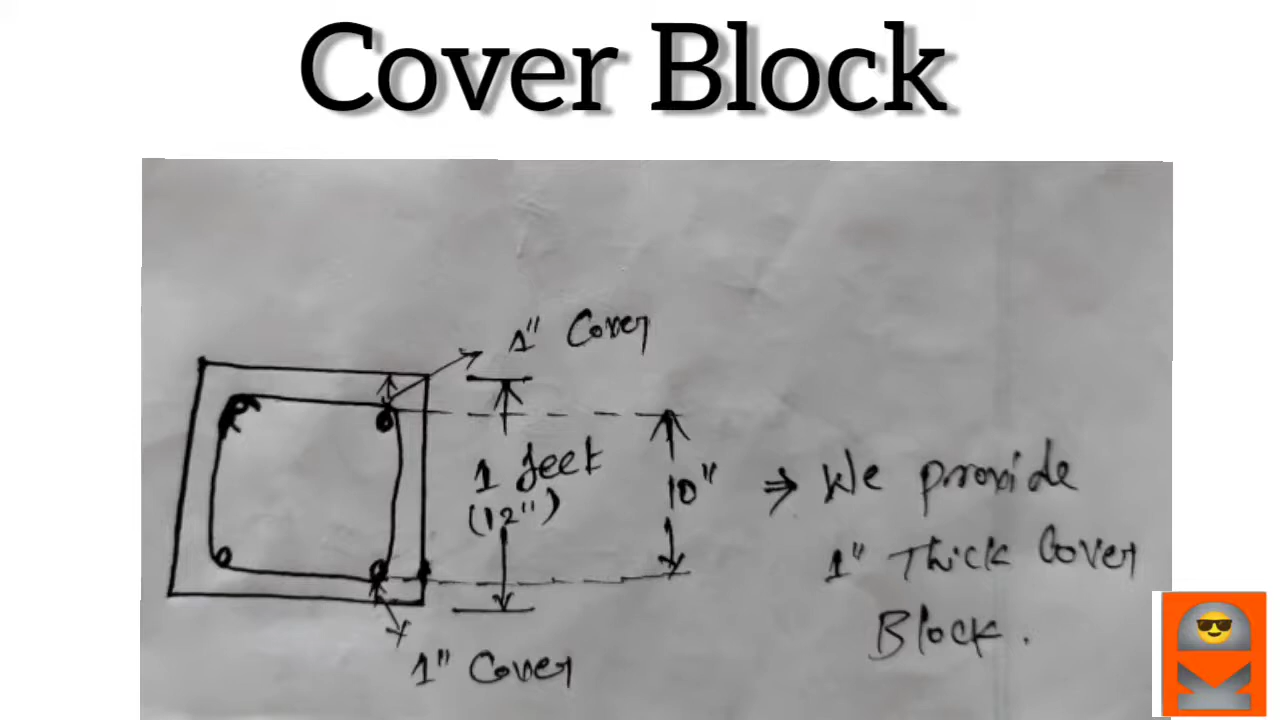 Cover Block
1" Cover
1 feet
(12")
10"
⇒ We provide
1" Thick Cover
Block.
1" Cover